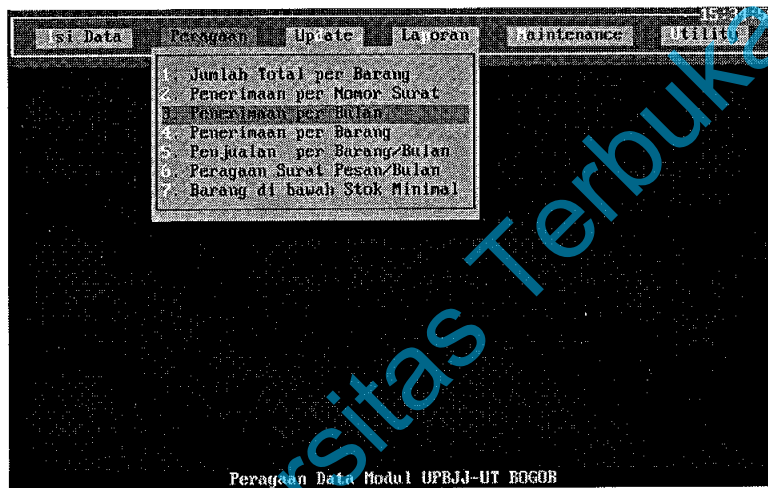 Isi Data Peragaan Update Laporan Maintenance Utility
1. Jumlah Total per Barang
2. Penerimaan per Nomor Surat
3. Penerimaan per Bulan
4. Penerimaan per Barang
5. Penjualan per Barang/Bulan
6. Peragaan Surat Pesan/Bulan
7. Barang di bawah Stok Minimal
Peragaan Data Modul UPBJJ-UT BOGOR
rsitas Terbuka